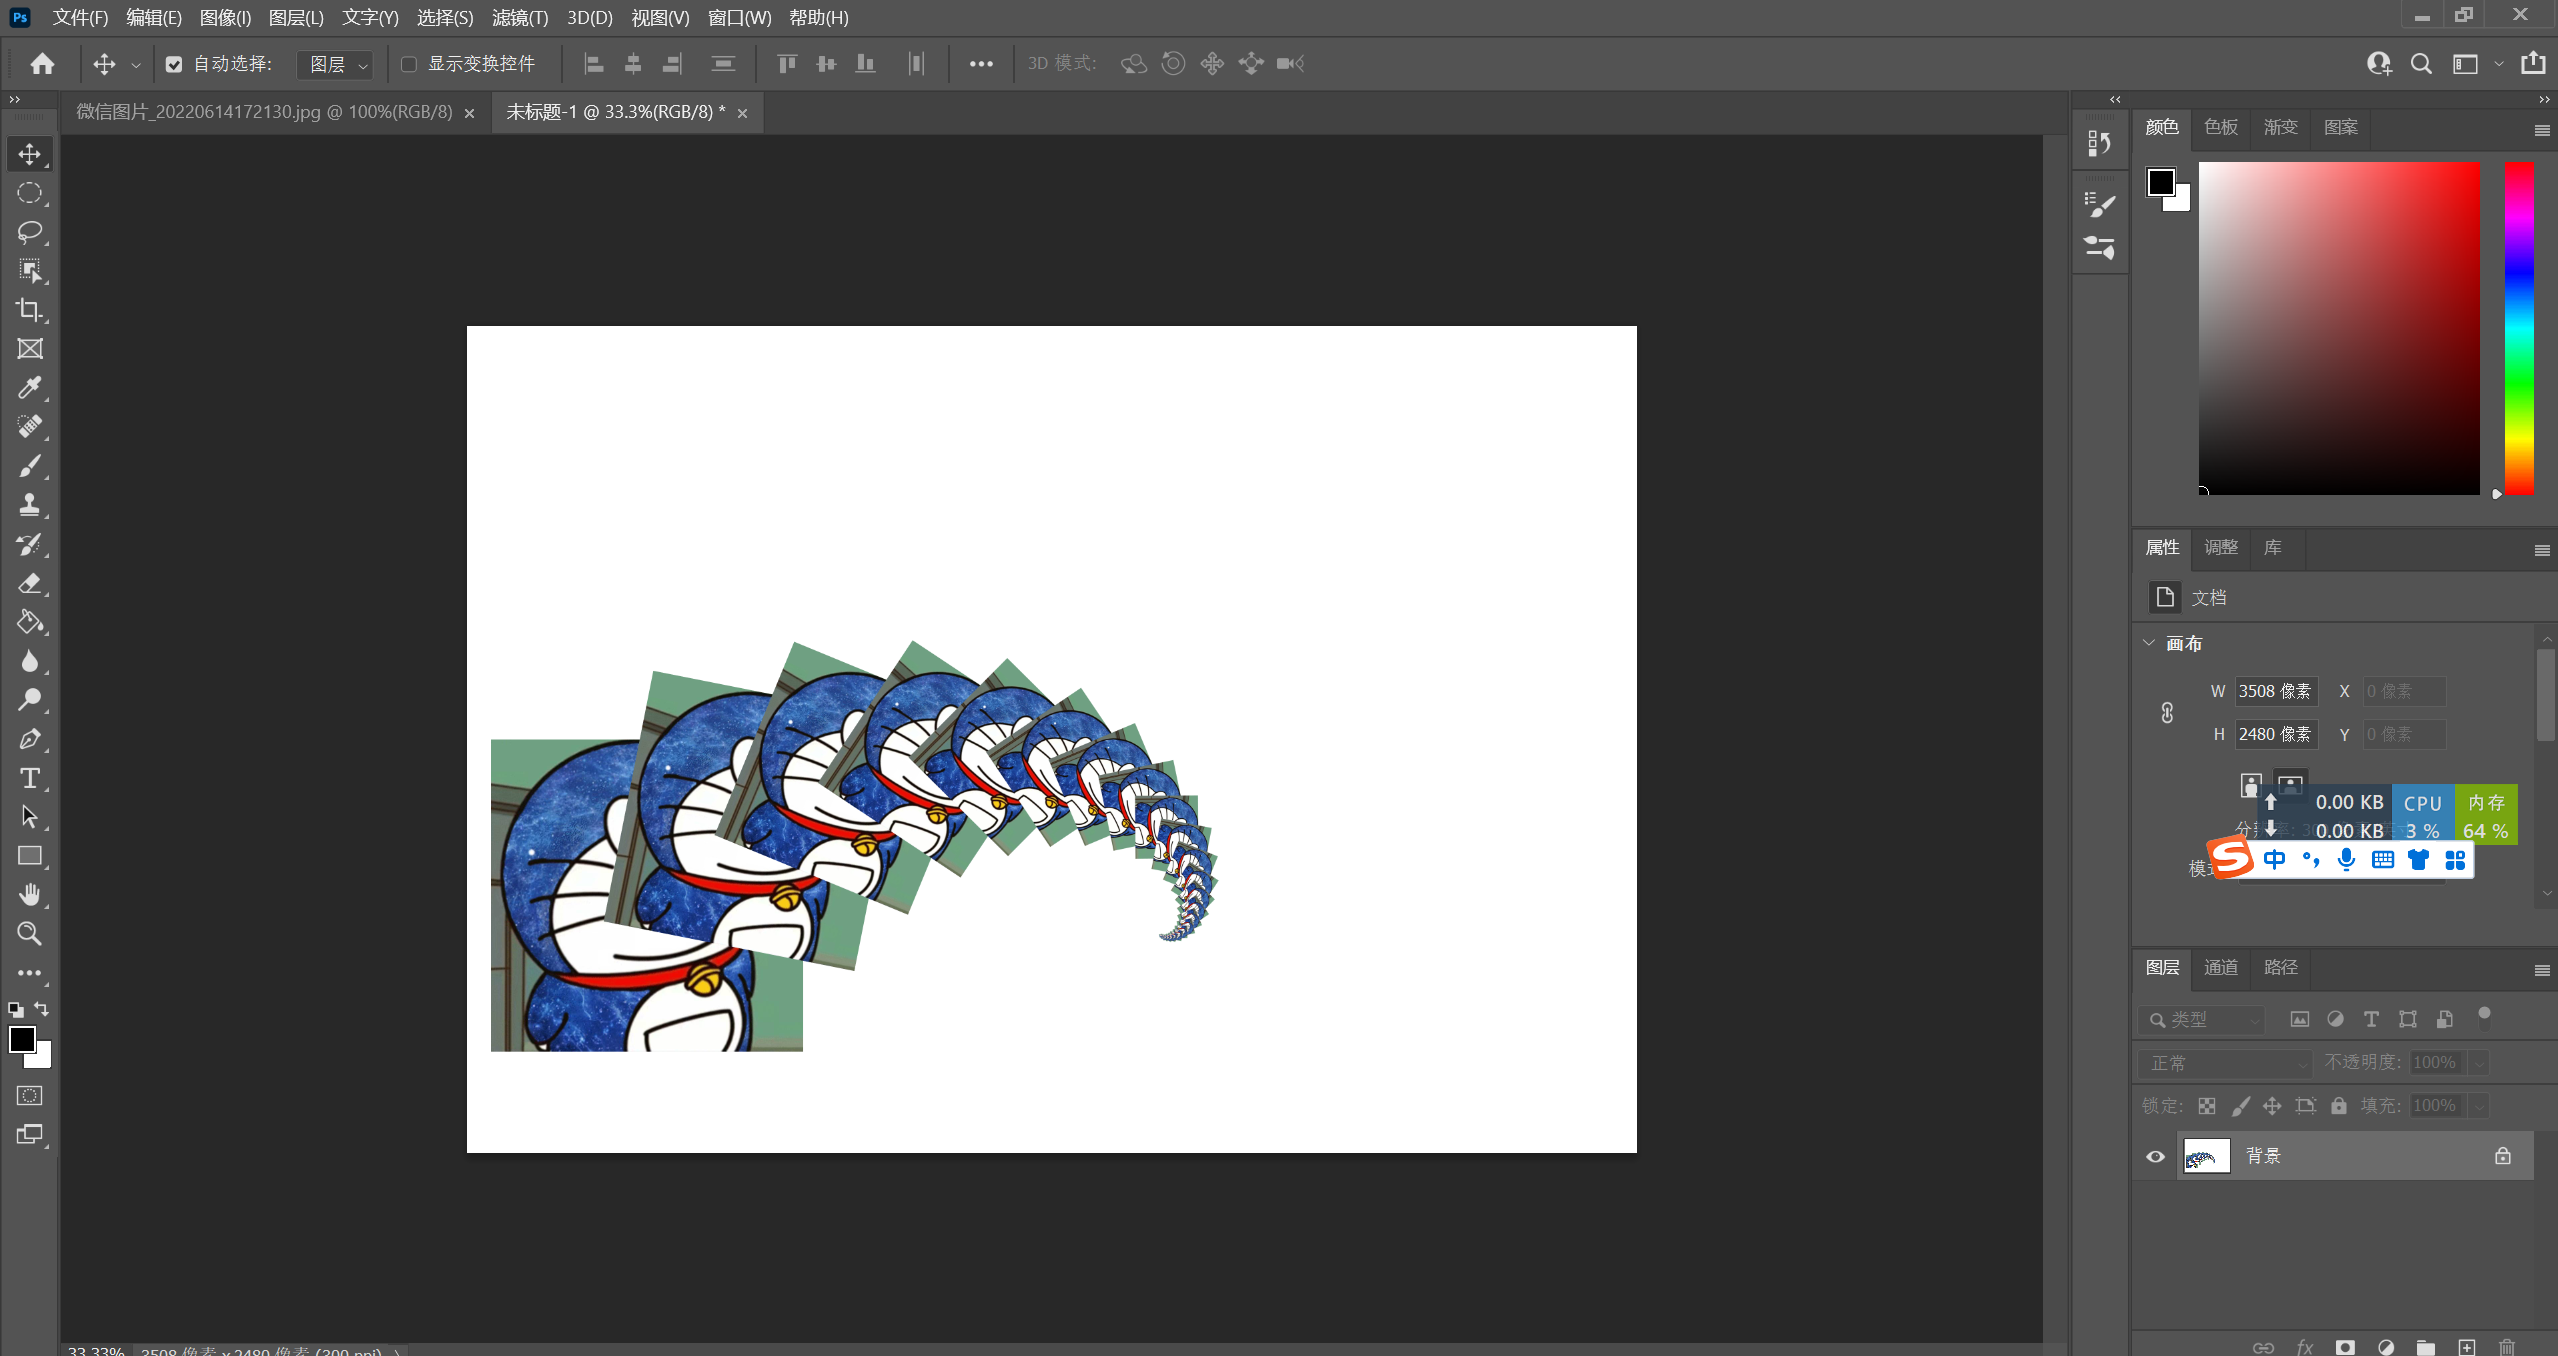 Ps 文件(F) 编辑(E) 图像(I) 图层(L) 文字(Y) 选择(S) 滤镜(T) 3D(D) 视图(V) 窗口(W) 帮助(H)
自动选择: 图层 显示变换控件 3D 模式:
微信图片_20220614172130.jpg @ 100%(RGB/8) × 未标题-1 @ 33.3%(RGB/8) * ×
颜色 色板 渐变 图案
属性 调整 库
文档
画布
W 3508 像素 X 0 像素
H 2480 像素 Y 0 像素
0.00 KB CPU 内存
0.00 KB 3 % 64 %
中
图层 通道 路径
类型
正常 不透明度: 100%
锁定: 填充: 100%
背景
fx
33.33% 3508 像素 x 2480 像素 (300 ppi)